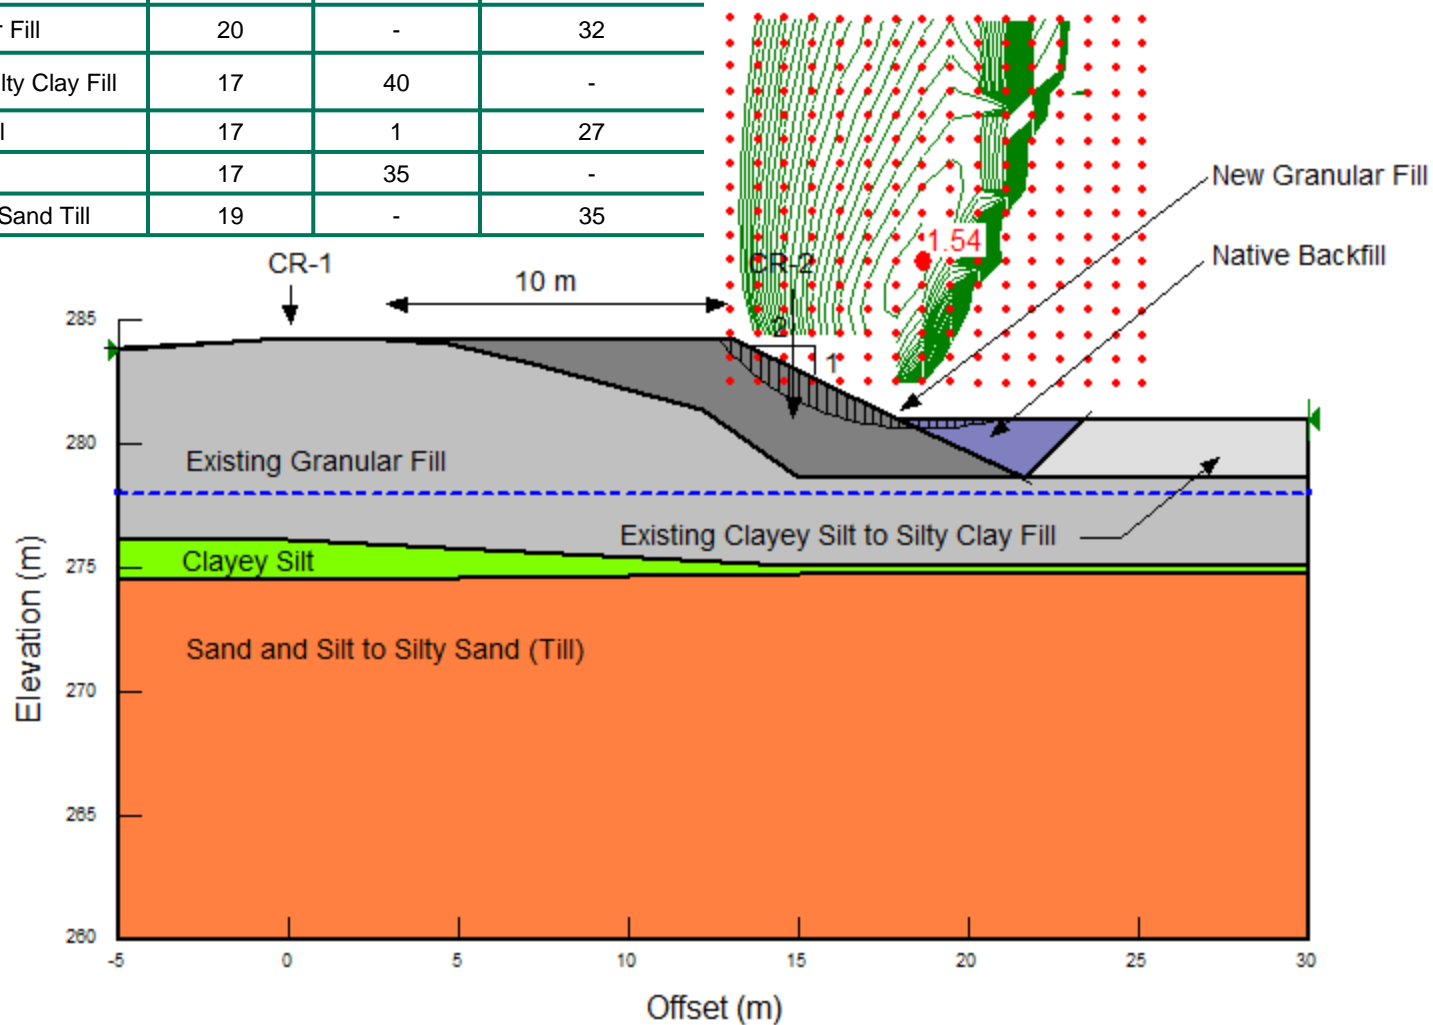 r Fill 20 - 32
lty Clay Fill 17 40 -
l 17 1 27
17 35 -
Sand Till 19 - 35
1.54
New Granular Fill
Native Backfill
CR-1
10 m
CR-2
2
1
285
280
275
270
265
260
Elevation (m)
Existing Granular Fill
Existing Clayey Silt to Silty Clay Fill
Clayey Silt
Sand and Silt to Silty Sand (Till)
-5 0 5 10 15 20 25 30
Offset (m)